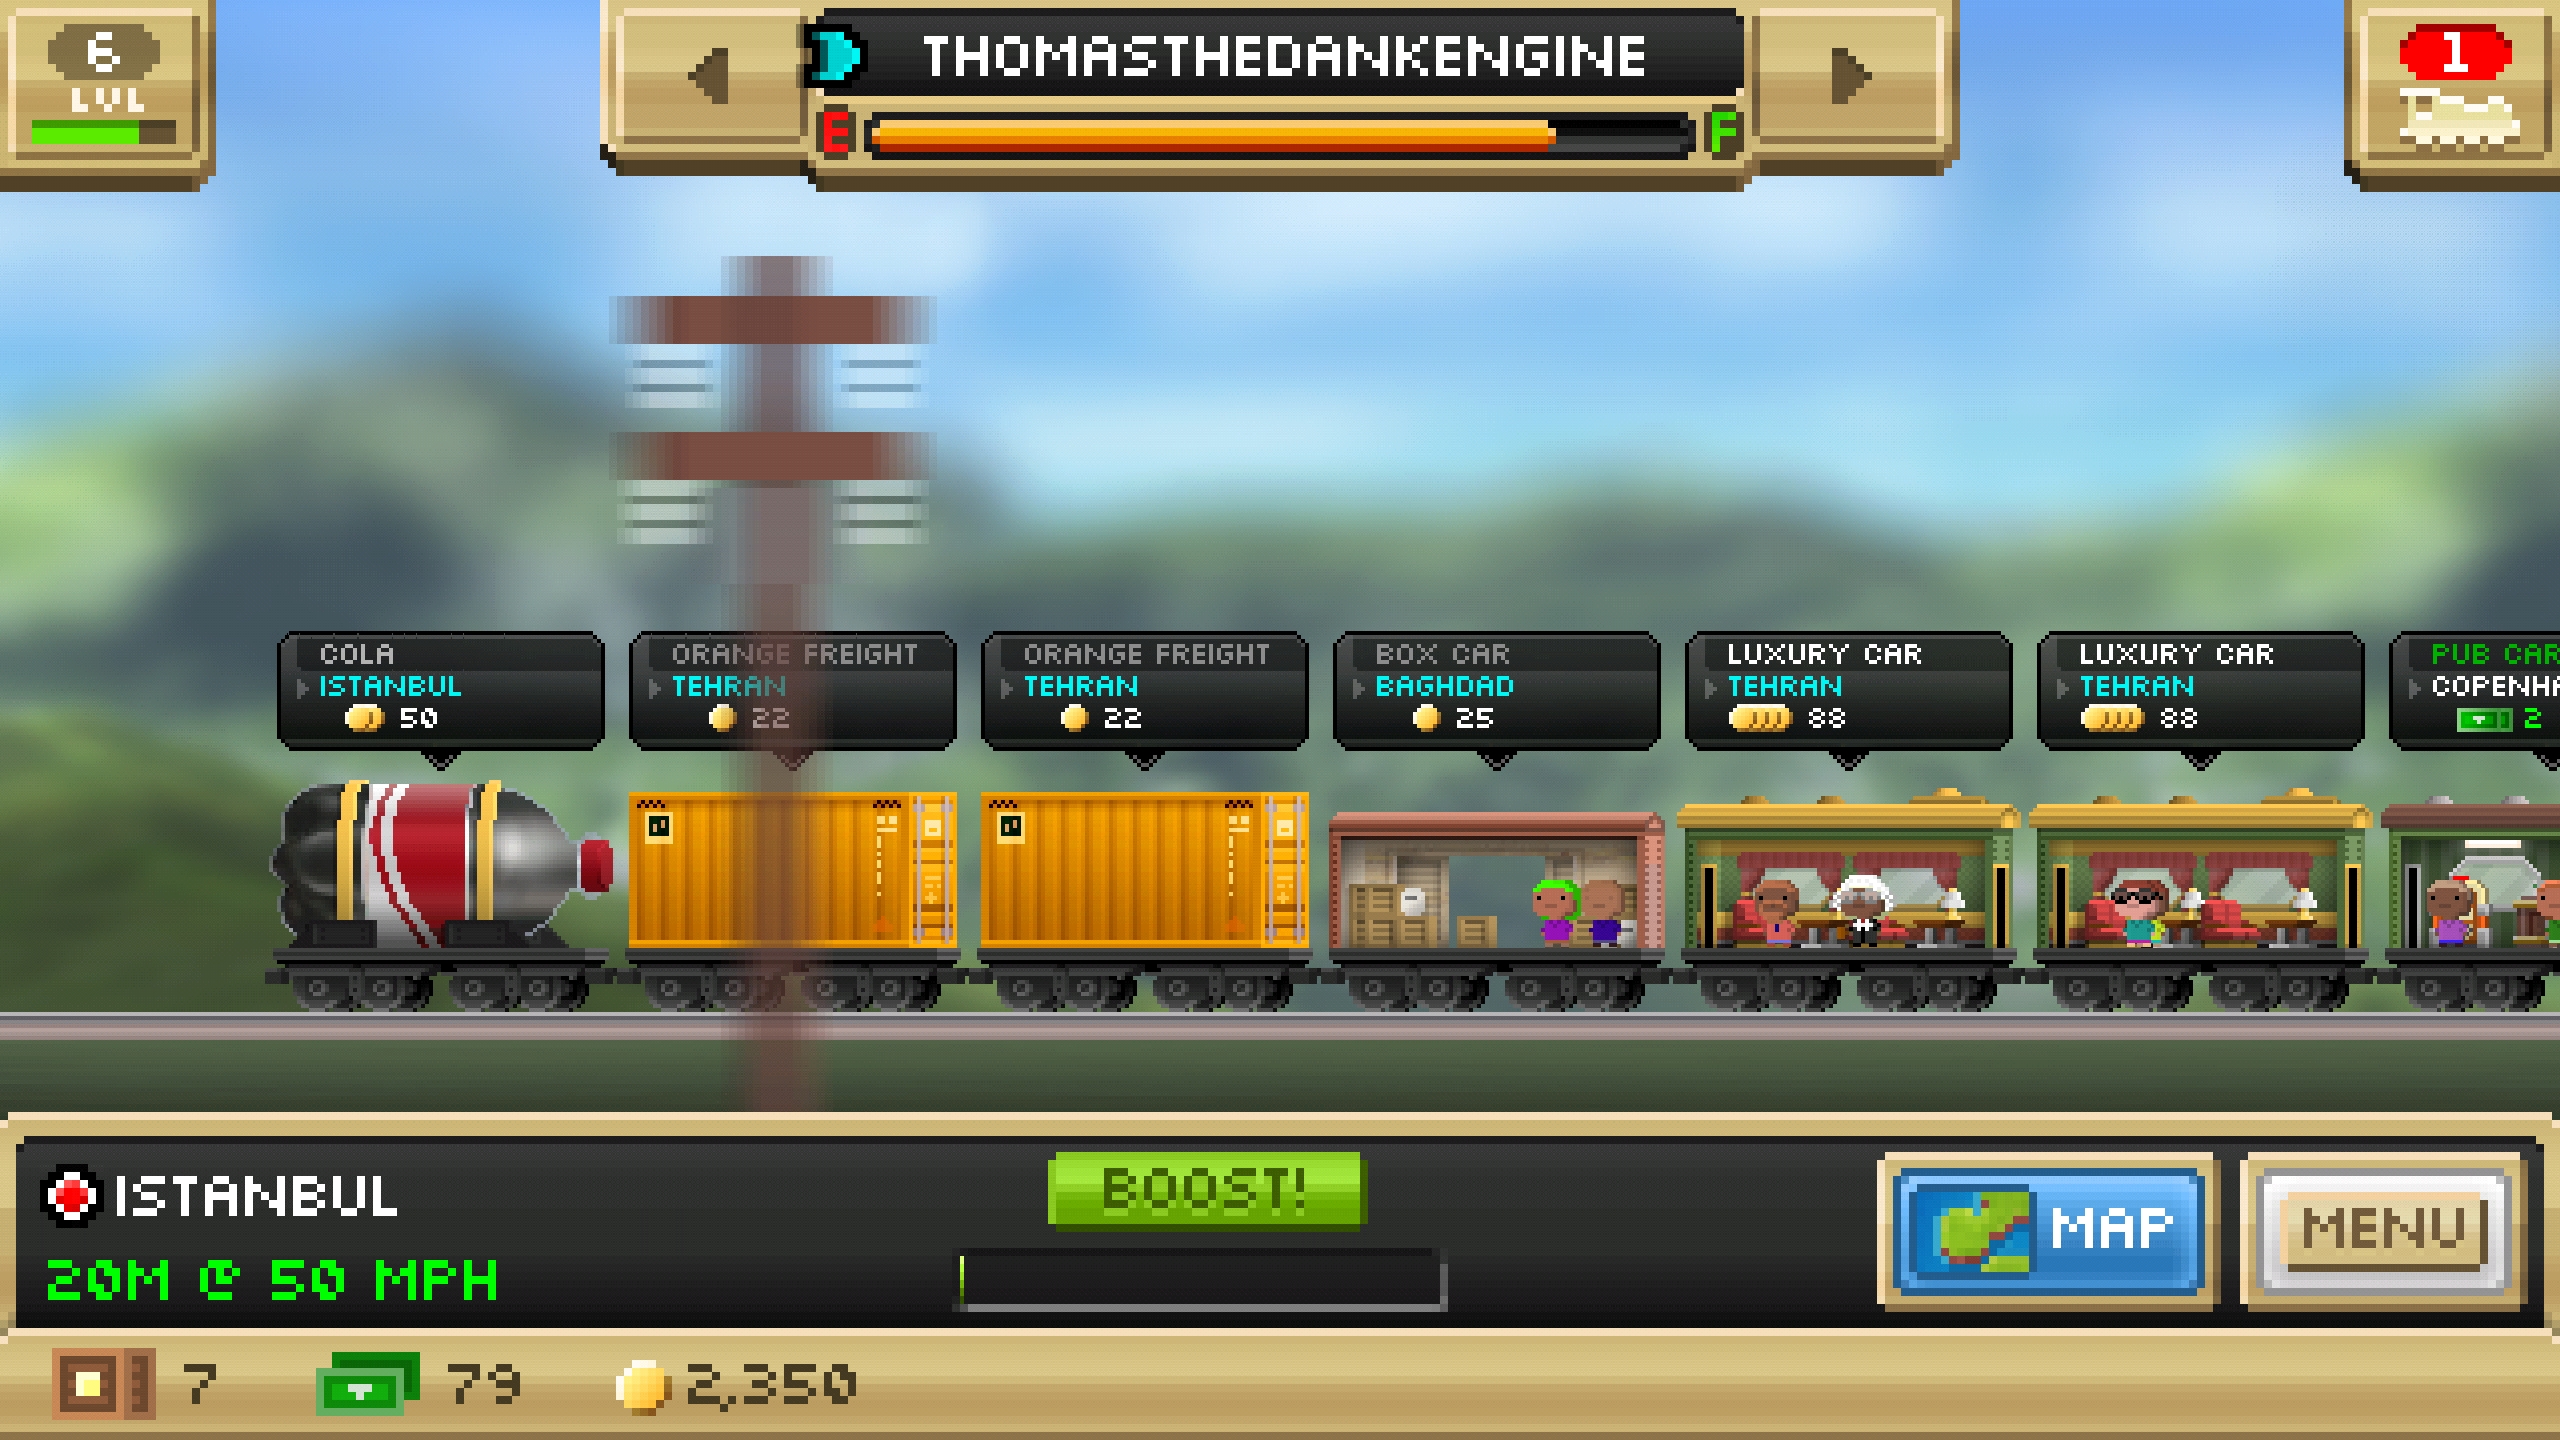 6
LVL
THOMASTHEDANKENGINE
E F
1
COLA
ISTANBUL
50
ORANGE FREIGHT
TEHRAN
22
ORANGE FREIGHT
TEHRAN
22
BOX CAR
BAGHDAD
25
LUXURY CAR
TEHRAN
88
LUXURY CAR
TEHRAN
88
PUB CAR
COPENHA
2
ISTANBUL
20M @ 50 MPH
BOOST!
MAP
MENU
7 79 2,350